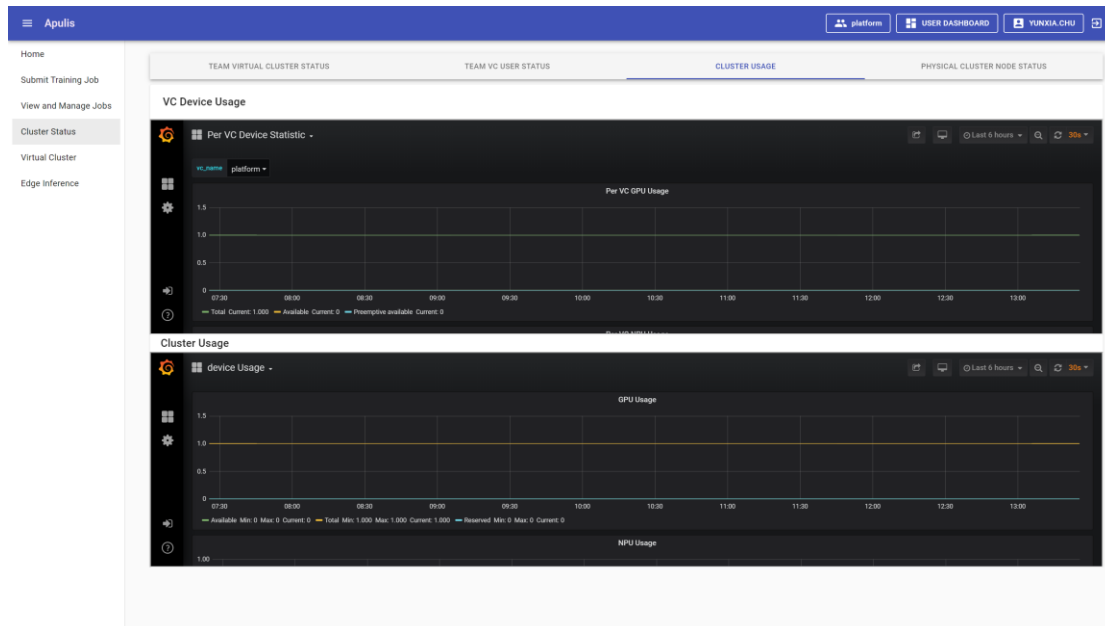 Apulis
platform
USER DASHBOARD
YUNXIA.CHU
Home
Submit Training Job
View and Manage Jobs
Cluster Status
Virtual Cluster
Edge Inference
TEAM VIRTUAL CLUSTER STATUS
TEAM VC USER STATUS
CLUSTER USAGE
PHYSICAL CLUSTER NODE STATUS
VC Device Usage
Per VC Device Statistic
Last 6 hours
30s
vc_name platform
Per VC GPU Usage
1.5
1.0
0.5
0
07:30 08:00 08:30 09:00 09:30 10:00 10:30 11:00 11:30 12:00 12:30 13:00
Total Current: 1.000 Available Current: 0 Preemptive available Current: 0
Per VC NPU Usage
Cluster Usage
device Usage
Last 6 hours
30s
GPU Usage
1.5
1.0
0.5
0
07:30 08:00 08:30 09:00 09:30 10:00 10:30 11:00 11:30 12:00 12:30 13:00
Available Min: 0 Max: 0 Current: 0 Total Min: 1.000 Max: 1.000 Current: 1.000 Reserved Min: 0 Max: 0 Current: 0
NPU Usage
1.00